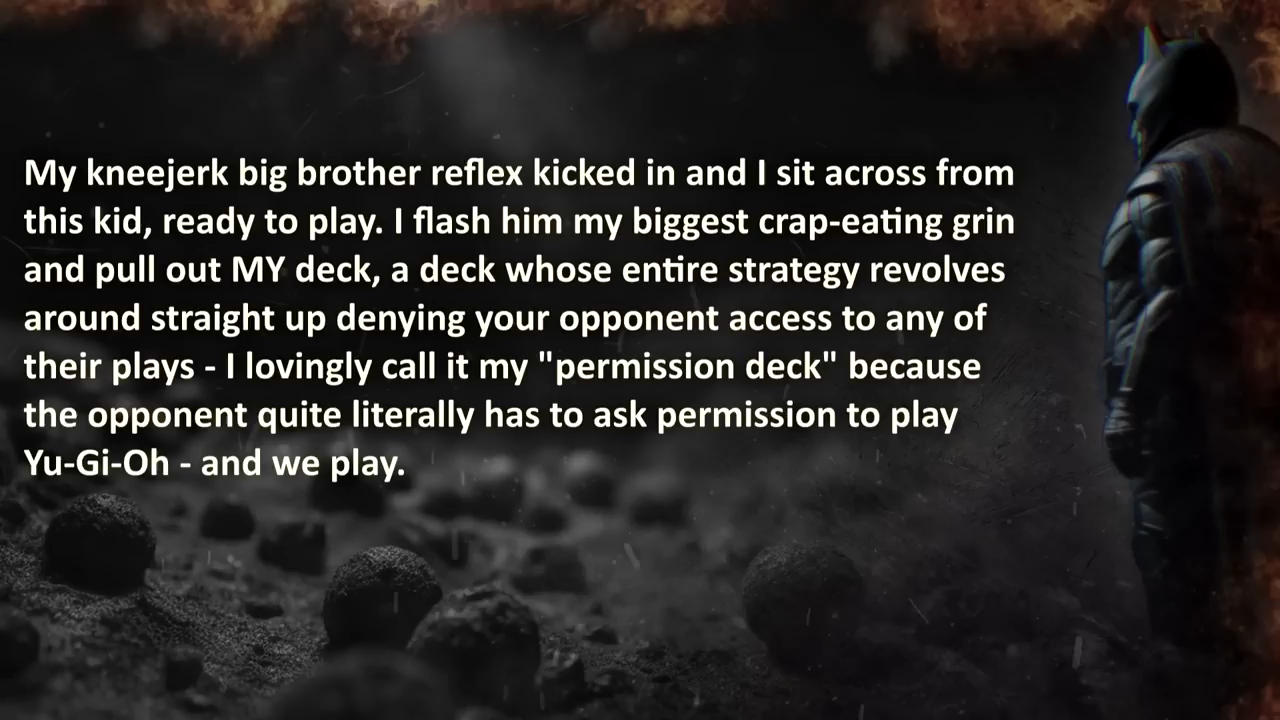 My kneejerk big brother reflex kicked in and I sit across from
this kid, ready to play. I flash him my biggest crap-eating grin
and pull out MY deck, a deck whose entire strategy revolves
around straight up denying your opponent access to any of
their plays - I lovingly call it my "permission deck" because
the opponent quite literally has to ask permission to play
Yu-Gi-Oh - and we play.